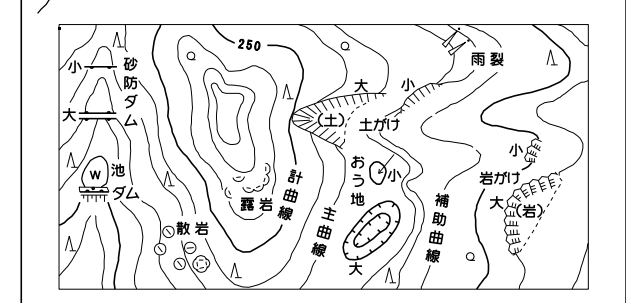 250
小
砂防ダム
大
W
池
ダム
散岩
露岩
計曲線
主曲線
大
(土)
小
土がけ
おう地
小
大
補助曲線
雨裂
小
岩がけ
大
(岩)